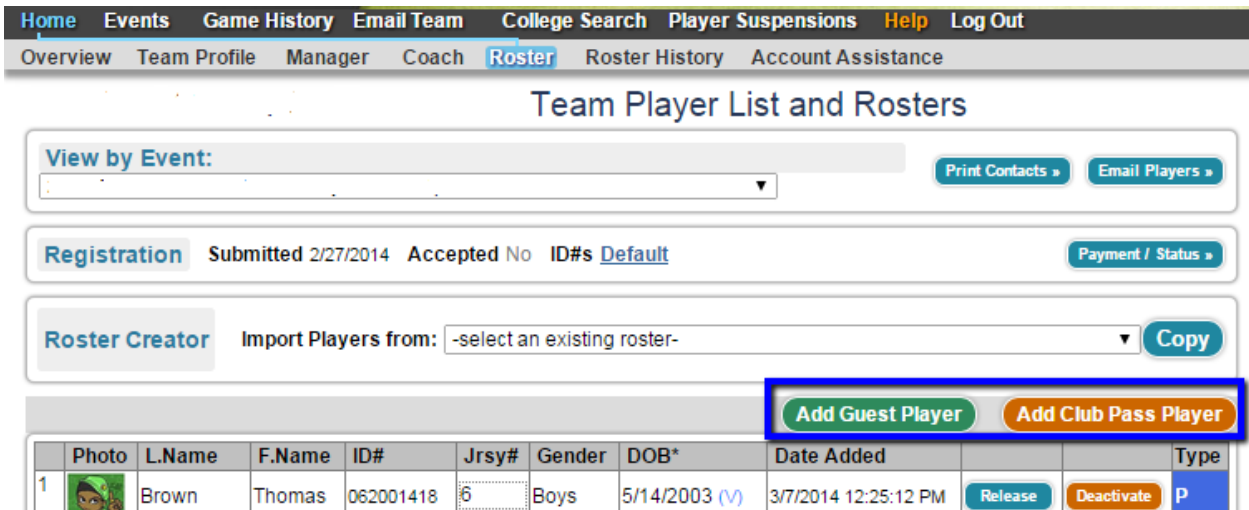 Home Events Game History Email Team College Search Player Suspensions Help Log Out
Overview Team Profile Manager Coach Roster Roster History Account Assistance
Team Player List and Rosters
View by Event:
Print Contacts » Email Players »
Registration Submitted 2/27/2014 Accepted No ID#s Default Payment / Status »
Roster Creator Import Players from: -select an existing roster- Copy
Add Guest Player Add Club Pass Player
Photo L.Name F.Name ID# Jrsy# Gender DOB* Date Added Type
1 Brown Thomas 062001418 6 Boys 5/14/2003 (V) 3/7/2014 12:25:12 PM Release Deactivate P